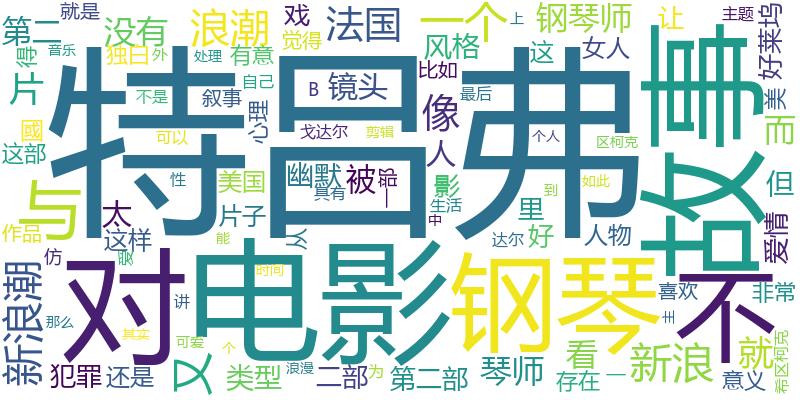 就是
第二
得
片
没有
浪潮
戏
觉得
法国
一个
上
钢琴师
让
主题
音乐
外
独白
处理
有意
自己
叙事
心理
B
镜头
比如
风格
这
女人
好莱坞
美
特吕弗
故事
國
这部
不是
可以
性
美国
戈达尔
剪辑
幽默
具有
被
像
人
影
最后
个人
区柯克
如此
而
但
与
太
作品
这样
仿
片子
从
能
爱
生活
中
里
达尔
好
到
人物
爱情
新浪潮
那么
对
讲
电影
时间
钢琴
不
喜欢
主
非常
其实
可爱
个
犯罪
还是
又
类型
浪漫
二部
为
第二部
琴师
看
存在
一
新浪
就
意义
希区柯克